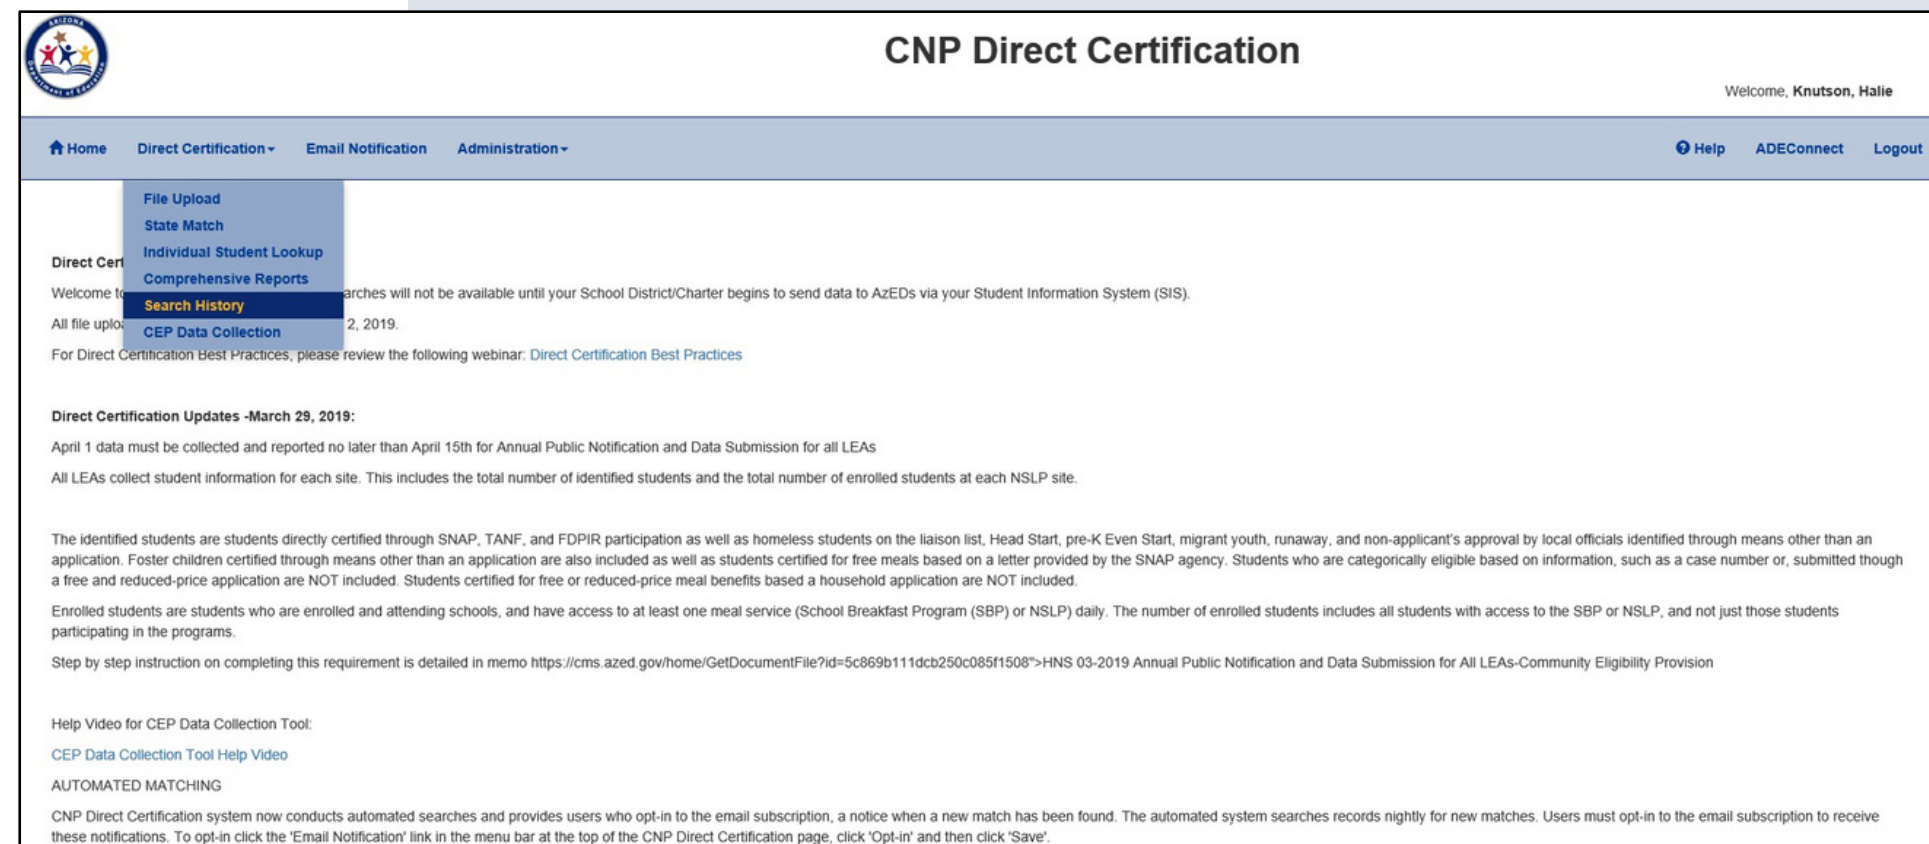 ARIZONA
Department of Education
CNP Direct Certification
Welcome, Knutson, Halie
Home Direct Certification Email Notification Administration Help ADEConnect Logout
File Upload
State Match
Individual Student Lookup
Direct Cert
Comprehensive Reports
Welcome to arches will not be available until your School District/Charter begins to send data to AzEDs via your Student Information System (SIS).
Search History
All file uploa 2, 2019.
CEP Data Collection
For Direct Certification Best Practices, please review the following webinar: Direct Certification Best Practices
Direct Certification Updates -March 29, 2019:
April 1 data must be collected and reported no later than April 15th for Annual Public Notification and Data Submission for all LEAs
All LEAs collect student information for each site. This includes the total number of identified students and the total number of enrolled students at each NSLP site.
The identified students are students directly certified through SNAP, TANF, and FDPIR participation as well as homeless students on the liaison list, Head Start, pre-K Even Start, migrant youth, runaway, and non-applicant's approval by local officials identified through means other than an
application. Foster children certified through means other than an application are also included as well as students certified for free meals based on a letter provided by the SNAP agency. Students who are categorically eligible based on information, such as a case number or, submitted though
a free and reduced-price application are NOT included. Students certified for free or reduced-price meal benefits based a household application are NOT included.
Enrolled students are students who are enrolled and attending schools, and have access to at least one meal service (School Breakfast Program (SBP) or NSLP) daily. The number of enrolled students includes all students with access to the SBP or NSLP, and not just those students
participating in the programs.
Step by step instruction on completing this requirement is detailed in memo https://cms.azed.gov/home/GetDocumentFile?id=5c869b111dcb250c085f1508">HNS 03-2019 Annual Public Notification and Data Submission for All LEAs-Community Eligibility Provision
Help Video for CEP Data Collection Tool:
CEP Data Collection Tool Help Video
AUTOMATED MATCHING
CNP Direct Certification system now conducts automated searches and provides users who opt-in to the email subscription, a notice when a new match has been found. The automated system searches records nightly for new matches. Users must opt-in to the email subscription to receive
these notifications. To opt-in click the 'Email Notification' link in the menu bar at the top of the CNP Direct Certification page, click 'Opt-in' and then click 'Save'.